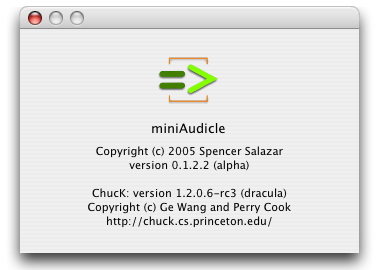 miniAudicle
Copyright (c) 2005 Spencer Salazar
version 0.1.2.2 (alpha)
ChucK: version 1.2.0.6-rc3 (dracula)
Copyright (c) Ge Wang and Perry Cook
http://chuck.cs.princeton.edu/